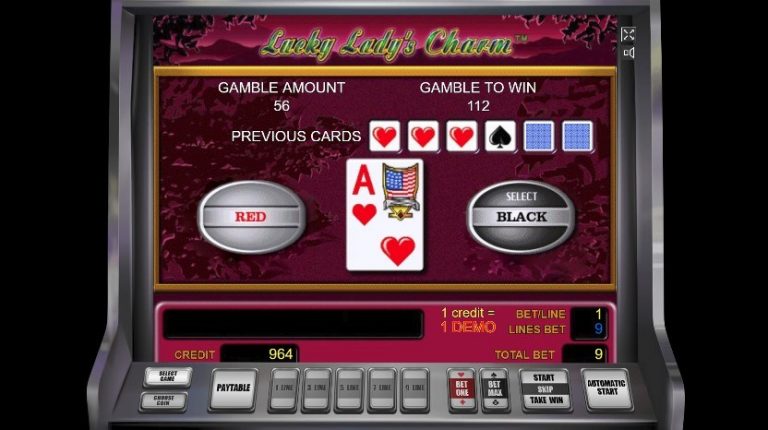 Lucky Lady's Charm™
GAMBLE AMOUNT
56
GAMBLE TO WIN
112
PREVIOUS CARDS
A
RED
SELECT
BLACK
1 credit =
1 DEMO
BET/LINE 1
LINES BET 9
CREDIT 964
TOTAL BET 9
SELECT
GAME
CHOOSE
COIN
PAYTABLE
1 LINE
3 LINE
5 LINE
7 LINE
9 LINE
BET
ONE
BET
MAX
START
SKIP
TAKE WIN
AUTOMATIC
START